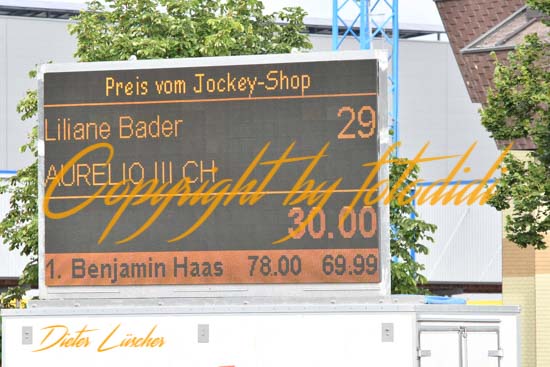 Preis vom Jockey-Shop
Liliane Bader 29
AURELIO III CH
Copyright by fotodidi
30.00
1. Benjamin Haas 78.00 69.99
Dieter Lüscher